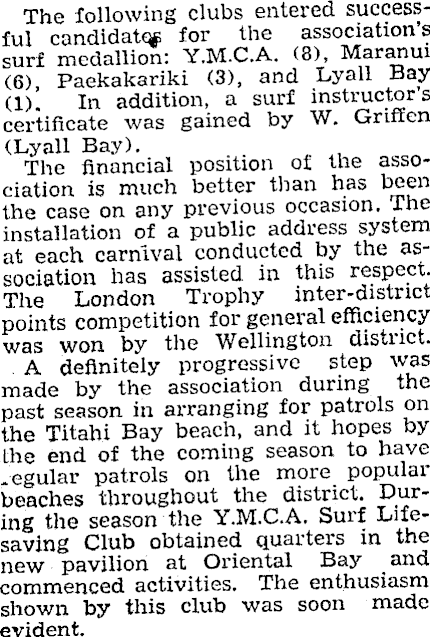 The following clubs entered success-
ful candidates for the association's
surf medallion: Y.M.C.A. (8), Maranui
(6), Paekakariki (3), and Lyall Bay
(1). In addition, a surf instructor's
certificate was gained by W. Griffen
(Lyall Bay).
The financial position of the asso-
ciation is much better than has been
the case on any previous occasion. The
installation of a public address system
at each carnival conducted by the as-
sociation has assisted in this respect.
The London Trophy inter-district
points competition for general efficiency
was won by the Wellington district.
A definitely progressive step was
made by the association during the
past season in arranging for patrols on
the Titahi Bay beach, and it hopes by
the end of the coming season to have
regular patrols on the more popular
beaches throughout the district. Dur-
ing the season the Y.M.C.A. Surf Life-
saving Club obtained quarters in the
new pavilion at Oriental Bay and
commenced activities. The enthusiasm
shown by this club was soon made
evident.